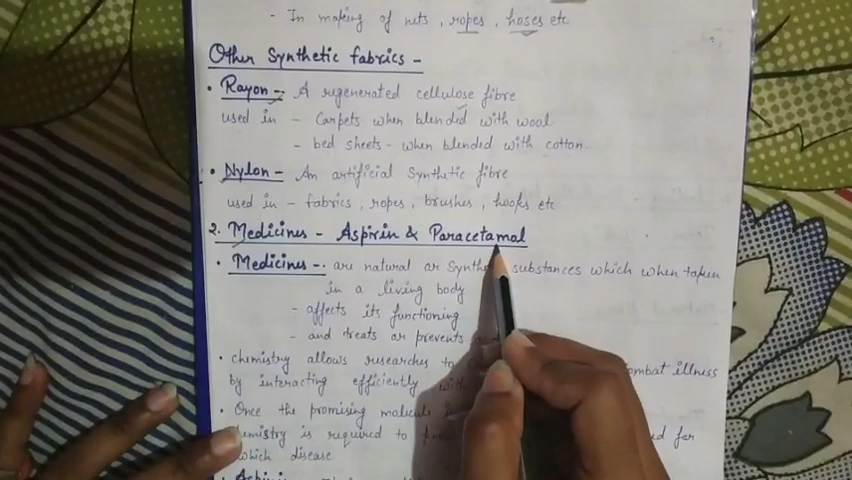 - In making of nets, ropes, hoses etc
Other Synthetic fabrics -
• Rayon - A regenerated cellulose fibre
used in - Carpets when blended with wool
- bed sheets - when blended with cotton.
• Nylon - An artificial synthetic fibre
used in - fabrics, ropes, brushes, hooks etc
2. Medicines - Aspirin & Paracetamal
• Medicines - are natural or synthe substances which when taken
in a living body
- affects its functioning
- and treats or prevents
• Chemistry allows researches to combat illness
by interacting efficiently with
• Once the promising malicule
chemistry is required to for
which disease